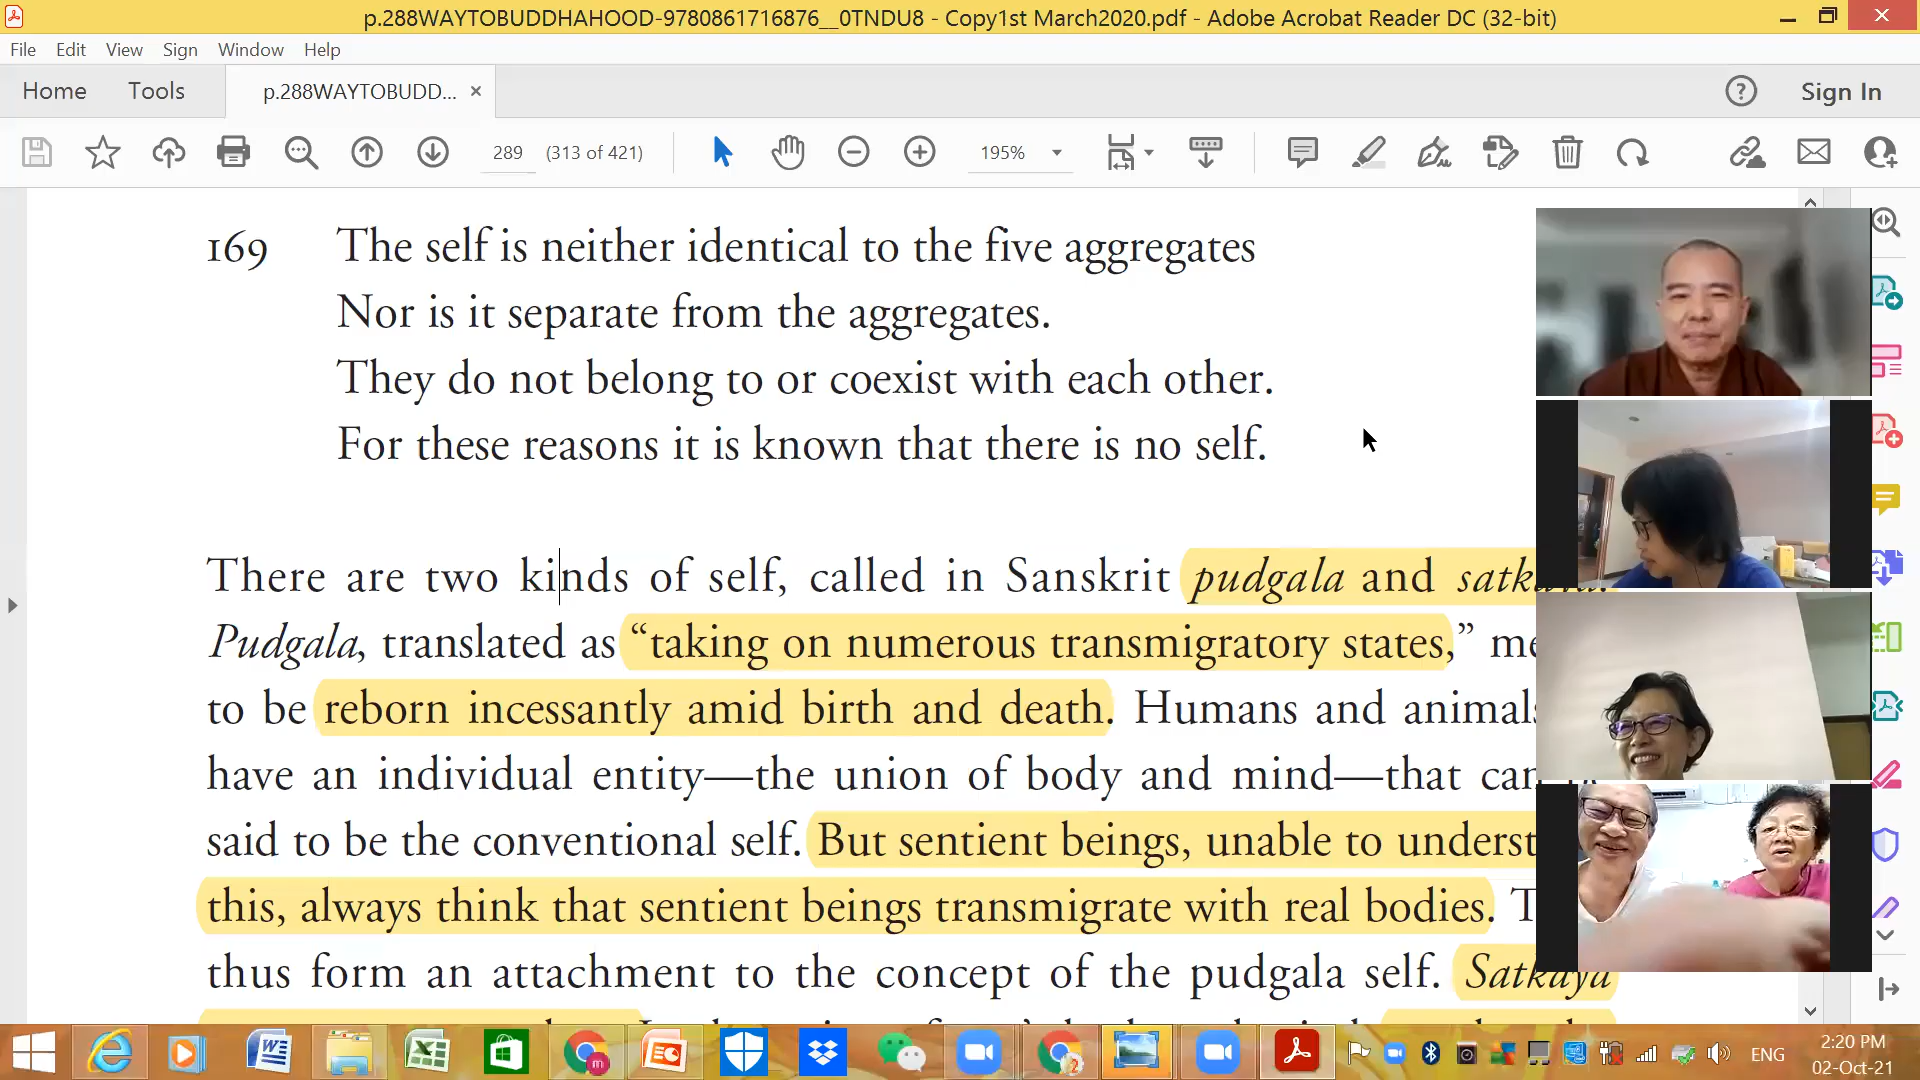 p.288WAYTOBUDDHAHOOD-9780861716876__0TNDU8 - Copy1st March2020.pdf - Adobe Acrobat Reader DC (32-bit)
File Edit View Sign Window Help
Home Tools p.288WAYTOBUDD... × Sign In
289 (313 of 421) 195%
169 The self is neither identical to the five aggregates
Nor is it separate from the aggregates.
They do not belong to or coexist with each other.
For these reasons it is known that there is no self.
There are two kinds of self, called in Sanskrit pudgala and
Pudgala, translated as “taking on numerous transmigratory states,”
to be reborn incessantly amid birth and death. Humans and animals
have an individual entity—the union of body and mind—that can
said to be the conventional self. But sentient beings, unable to
this, always think that sentient beings transmigrate with real bodies.
thus form an attachment to the concept of the pudgala self. Satkaya
ENG
2:20 PM
02-Oct-21